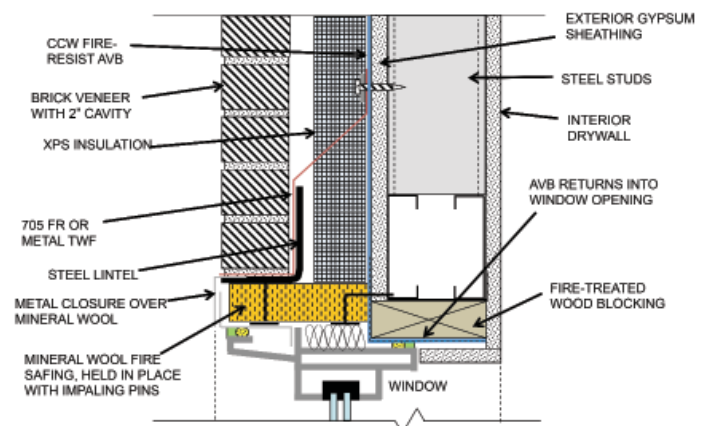 CCW FIRE-
RESIST AVB
BRICK VENEER
WITH 2" CAVITY
XPS INSULATION
705 FR OR
METAL TWF
STEEL LINTEL
METAL CLOSURE OVER
MINERAL WOOL
MINERAL WOOL FIRE
SAFING, HELD IN PLACE
WITH IMPALING PINS
EXTERIOR GYPSUM
SHEATHING
STEEL STUDS
INTERIOR
DRYWALL
AVB RETURNS INTO
WINDOW OPENING
FIRE-TREATED
WOOD BLOCKING
WINDOW